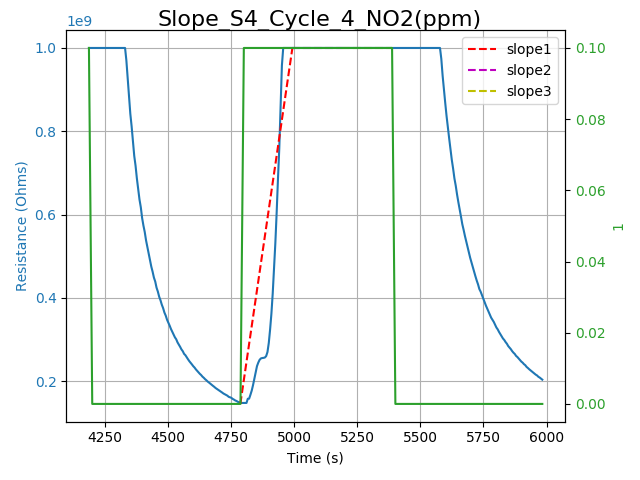 Slope_S4_Cycle_4_NO2(ppm)
1e9
1.0
0.8
0.6
0.4
0.2
Resistance (Ohms)
slope1
slope2
slope3
0.10
0.08
0.06
0.04
0.02
0.00
1
4250 4500 4750 5000 5250 5500 5750 6000
Time (s)